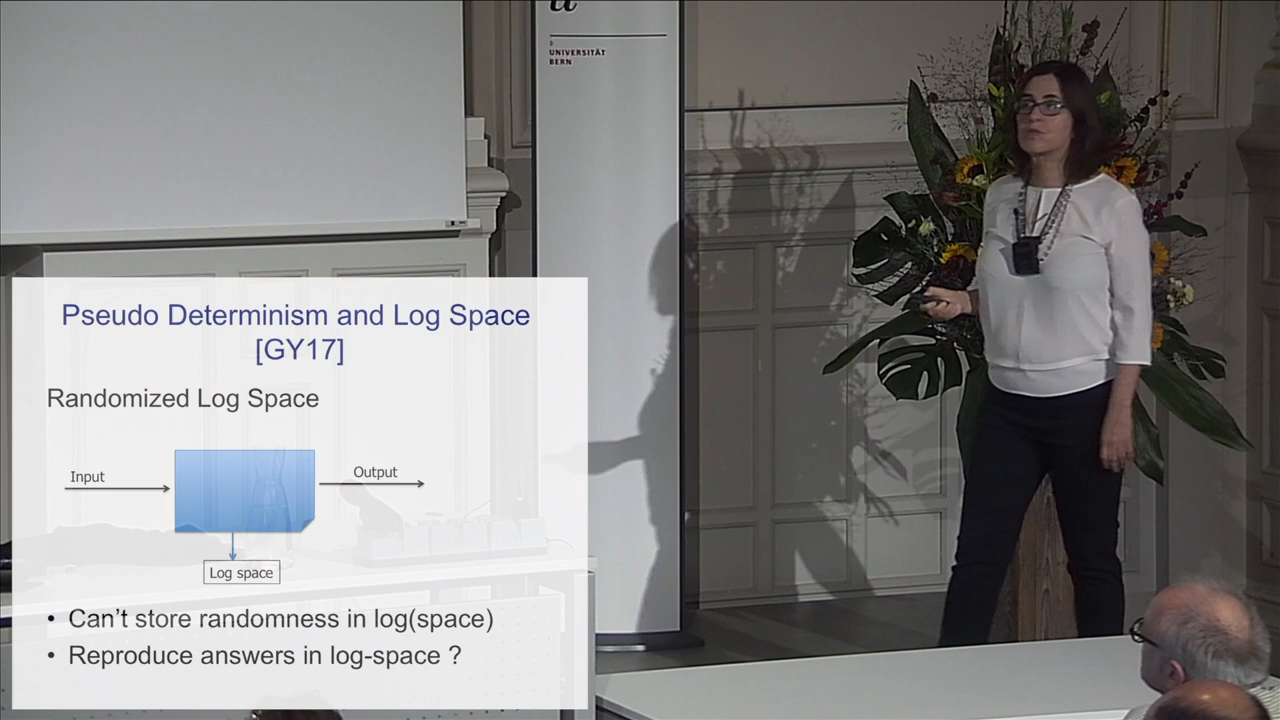 UNIVERSITÄT
BERN
Pseudo Determinism and Log Space
[GY17]
Randomized Log Space
Input
Output
Log space
• Can't store randomness in log(space)
• Reproduce answers in log-space ?